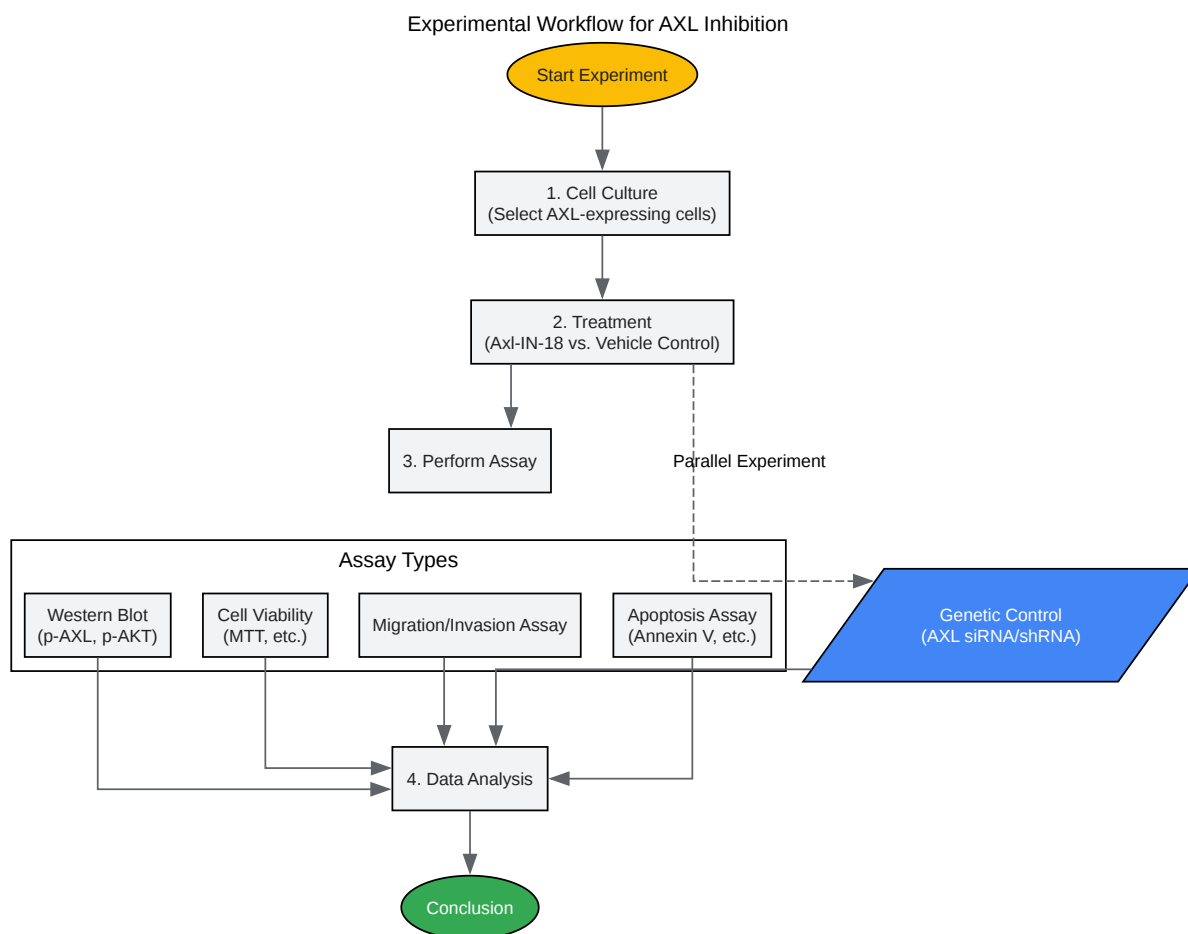 Experimental Workflow for AXL Inhibition
Start Experiment
1. Cell Culture
(Select AXL-expressing cells)
2. Treatment
(Axl-IN-18 vs. Vehicle Control)
3. Perform Assay
Parallel Experiment
Assay Types
Western Blot
(p-AXL, p-AKT)
Cell Viability
(MTT, etc.)
Migration/Invasion Assay
Apoptosis Assay
(Annexin V, etc.)
Genetic Control
(AXL siRNA/shRNA)
4. Data Analysis
Conclusion